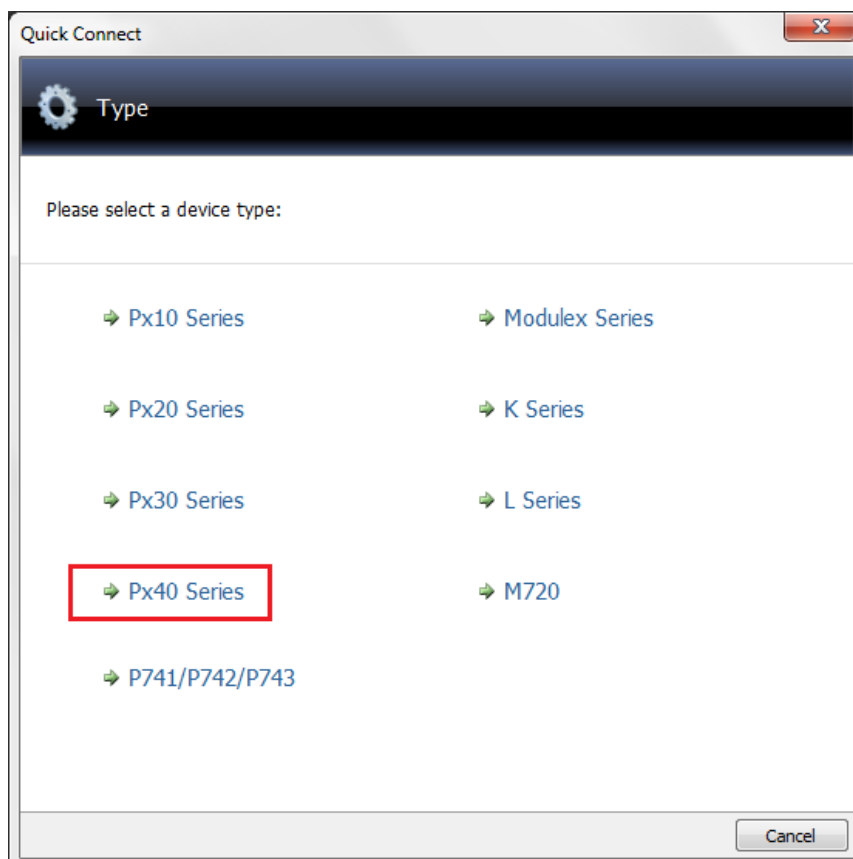 Quick Connect
Type
Please select a device type:
Px10 Series
Modulex Series
Px20 Series
K Series
Px30 Series
L Series
Px40 Series
M720
P741/P742/P743
Cancel